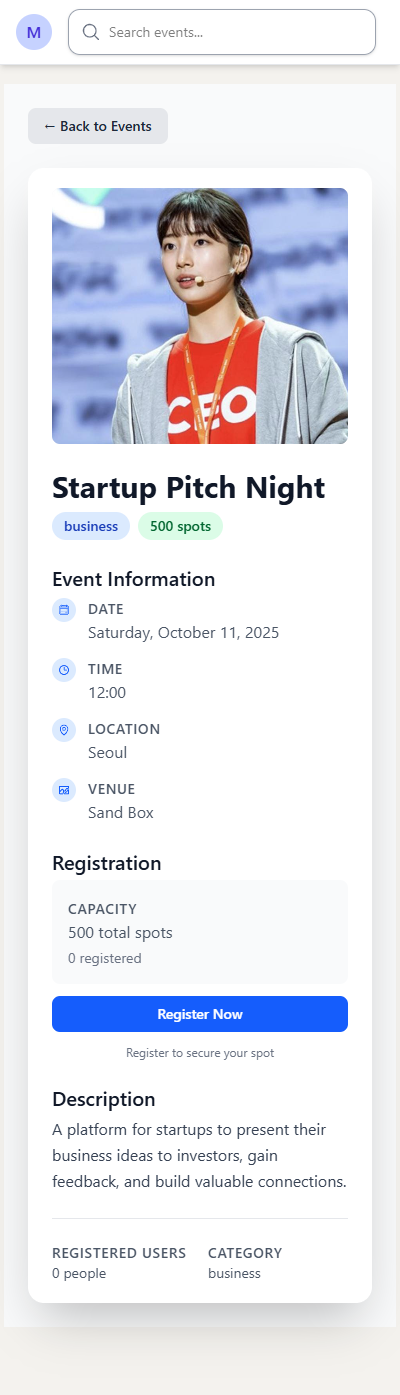 M
Search events...
← Back to Events
CEO
Startup Pitch Night
business
500 spots
Event Information
DATE
Saturday, October 11, 2025
TIME
12:00
LOCATION
Seoul
VENUE
Sand Box
Registration
CAPACITY
500 total spots
0 registered
Register Now
Register to secure your spot
Description
A platform for startups to present their
business ideas to investors, gain
feedback, and build valuable connections.
REGISTERED USERS
0 people
CATEGORY
business